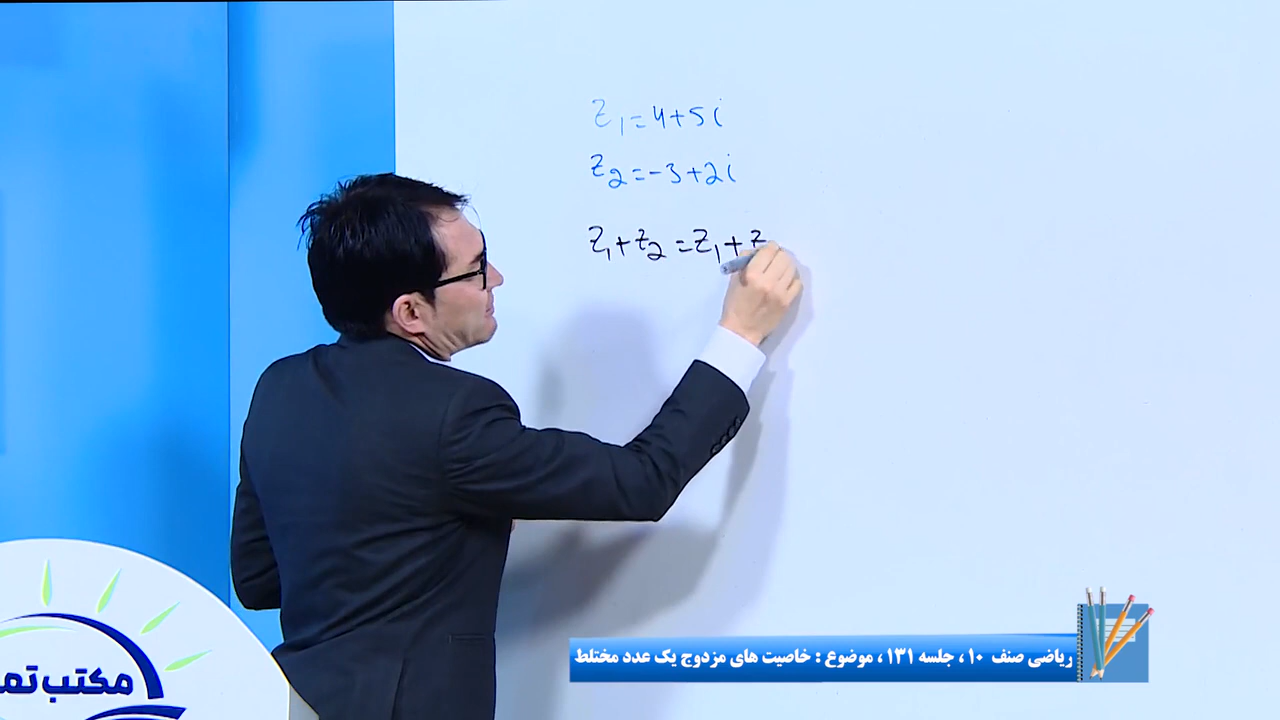 z₁=4+5i
z₂=-3+2i
z₁+z₂=z₁+z
ریاضی صنف ۱۰، جلسه ۱۳۱، موضوع : خاصیت های مزدوج یک عدد مختلط
مکتب